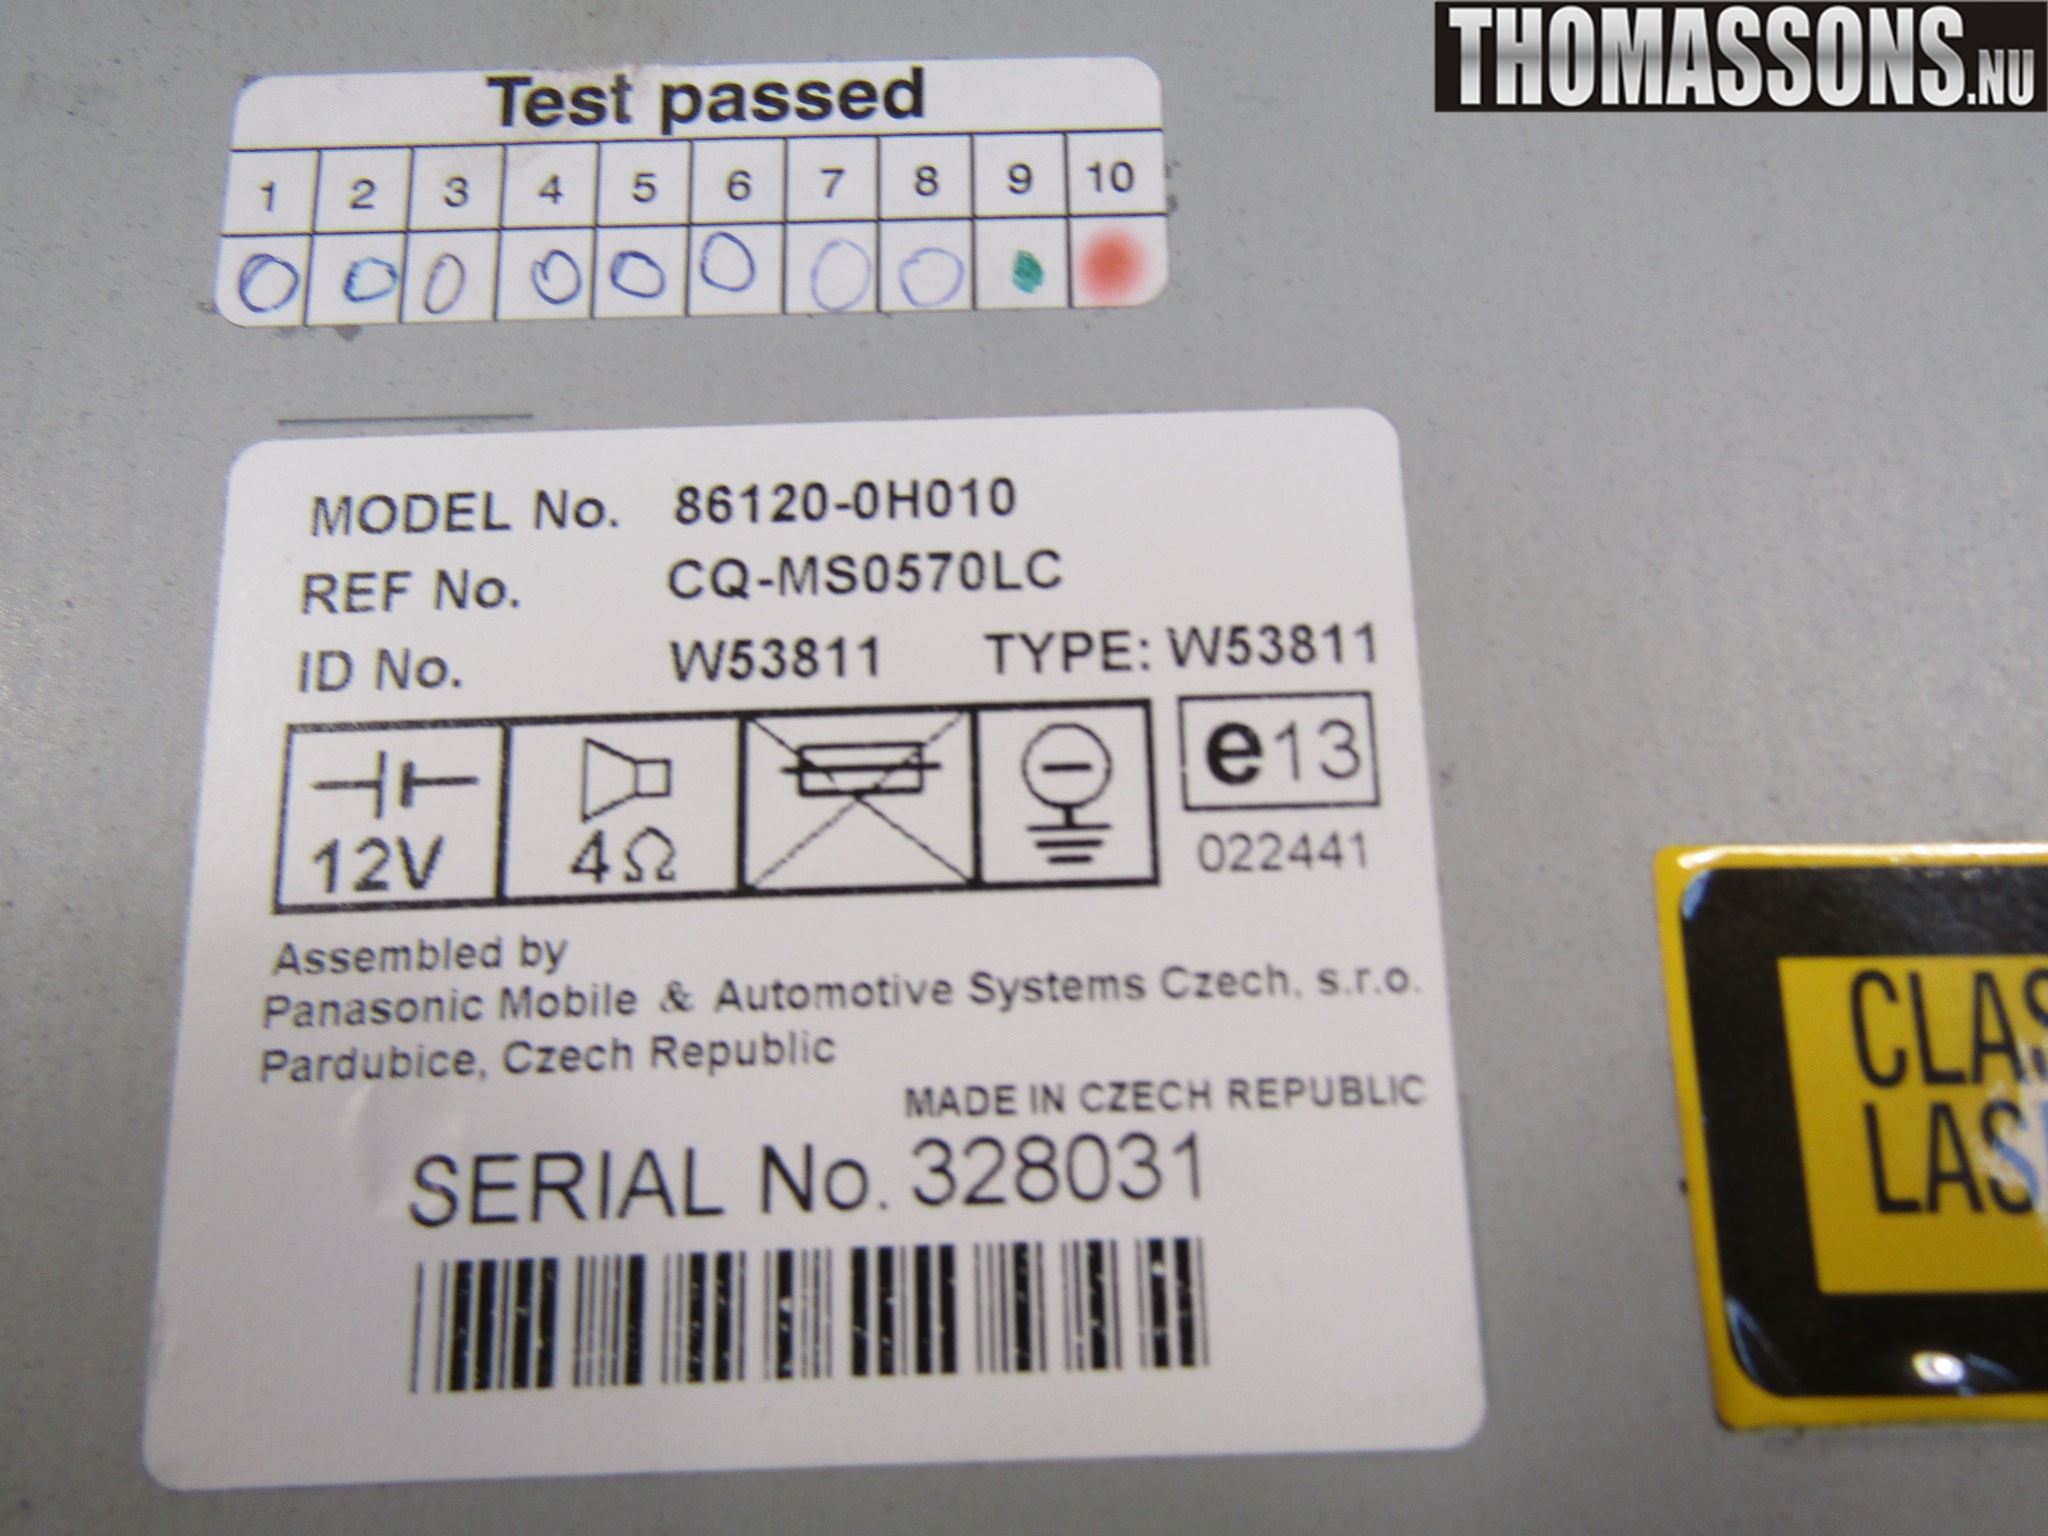 THOMASSONS.NU
Test passed
1 2 3 4 5 6 7 8 9 10
MODEL No. 86120-0H010
REF No. CQ-MS0570LC
ID No. W53811 TYPE: W53811
12V 4Ω
e13
022441
Assembled by
Panasonic Mobile & Automotive Systems Czech, s.r.o.
Pardubice, Czech Republic
MADE IN CZECH REPUBLIC
SERIAL No. 328031
CLAS
LAS